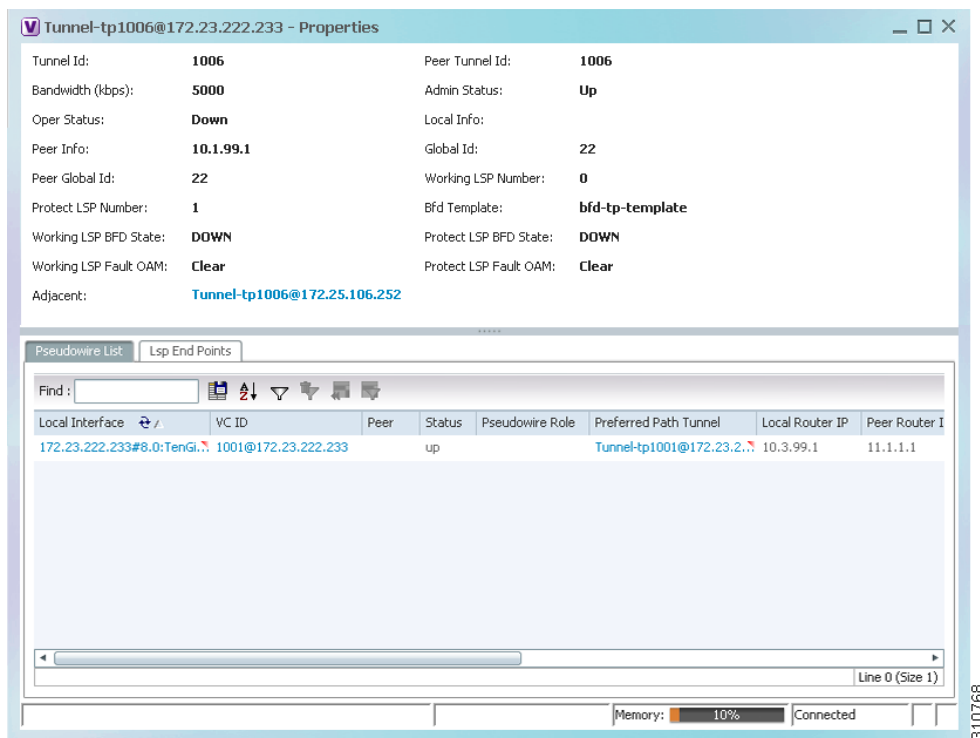 V Tunnel-tp1006@172.23.222.233 - Properties
Tunnel Id: 1006 Peer Tunnel Id: 1006
Bandwidth (kbps): 5000 Admin Status: Up
Oper Status: Down Local Info:
Peer Info: 10.1.99.1 Global Id: 22
Peer Global Id: 22 Working LSP Number: 0
Protect LSP Number: 1 Bfd Template: bfd-tp-template
Working LSP BFD State: DOWN Protect LSP BFD State: DOWN
Working LSP Fault OAM: Clear Protect LSP Fault OAM: Clear
Adjacent: Tunnel-tp1006@172.25.106.252
Pseudowire List Lsp End Points
Find :
Local Interface VC ID Peer Status Pseudowire Role Preferred Path Tunnel Local Router IP Peer Router I
172.23.222.233#8.0:TenGi... 1001@172.23.222.233 up Tunnel-tp1001@172.23.2... 10.3.99.1 11.1.1.1
Line 0 (Size 1)
Memory: 10% Connected
310768